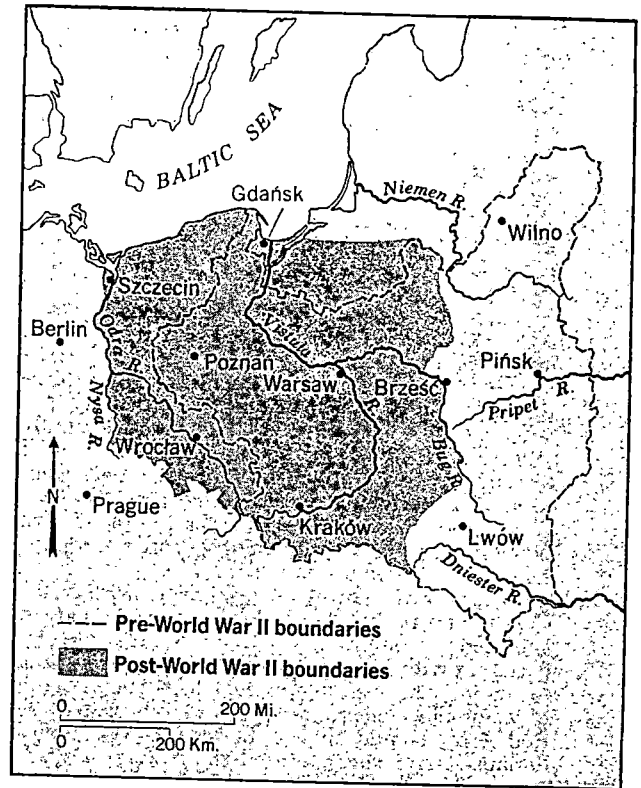 BALTIC SEA
Gdańsk
Niemen R.
Wilno
Szczecin
Berlin
Odra R.
Poznań
Vistula R.
Warsaw
Brześć
Pińsk
Pripet R.
Nysa R.
Wrocław
Bug R.
N
Prague
Kraków
Lwów
Dniester R.
Pre-World War II boundaries
Post-World War II boundaries
0 200 Mi.
0 200 Km.